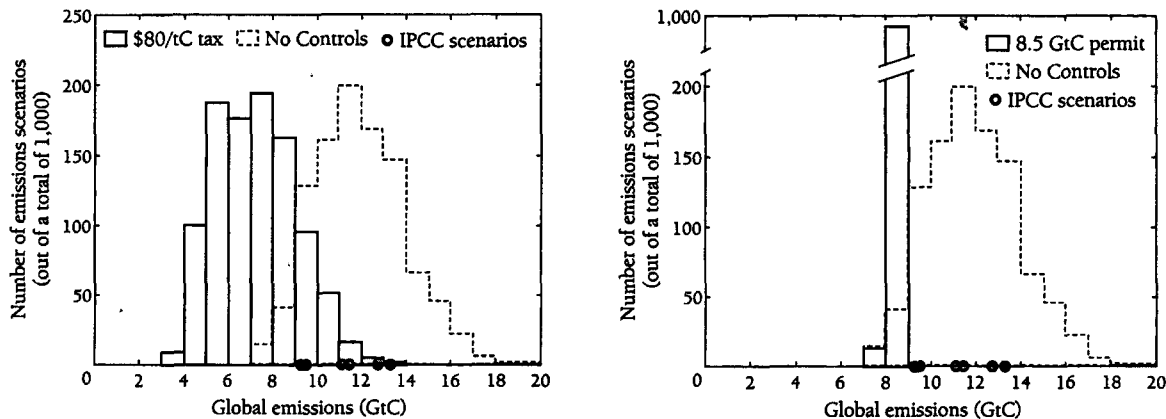 Number of emissions scenarios
(out of a total of 1,000)
250
200
150
100
50
$80/tC tax
No Controls
IPCC scenarios
0 2 4 6 8 10 12 14 16 18 20
Global emissions (GtC)
Number of emissions scenarios
(out of a total of 1,000)
1,000
200
150
100
50
8.5 GtC permit
No Controls
IPCC scenarios
0 2 4 6 8 10 12 14 16 18 20
Global emissions (GtC)